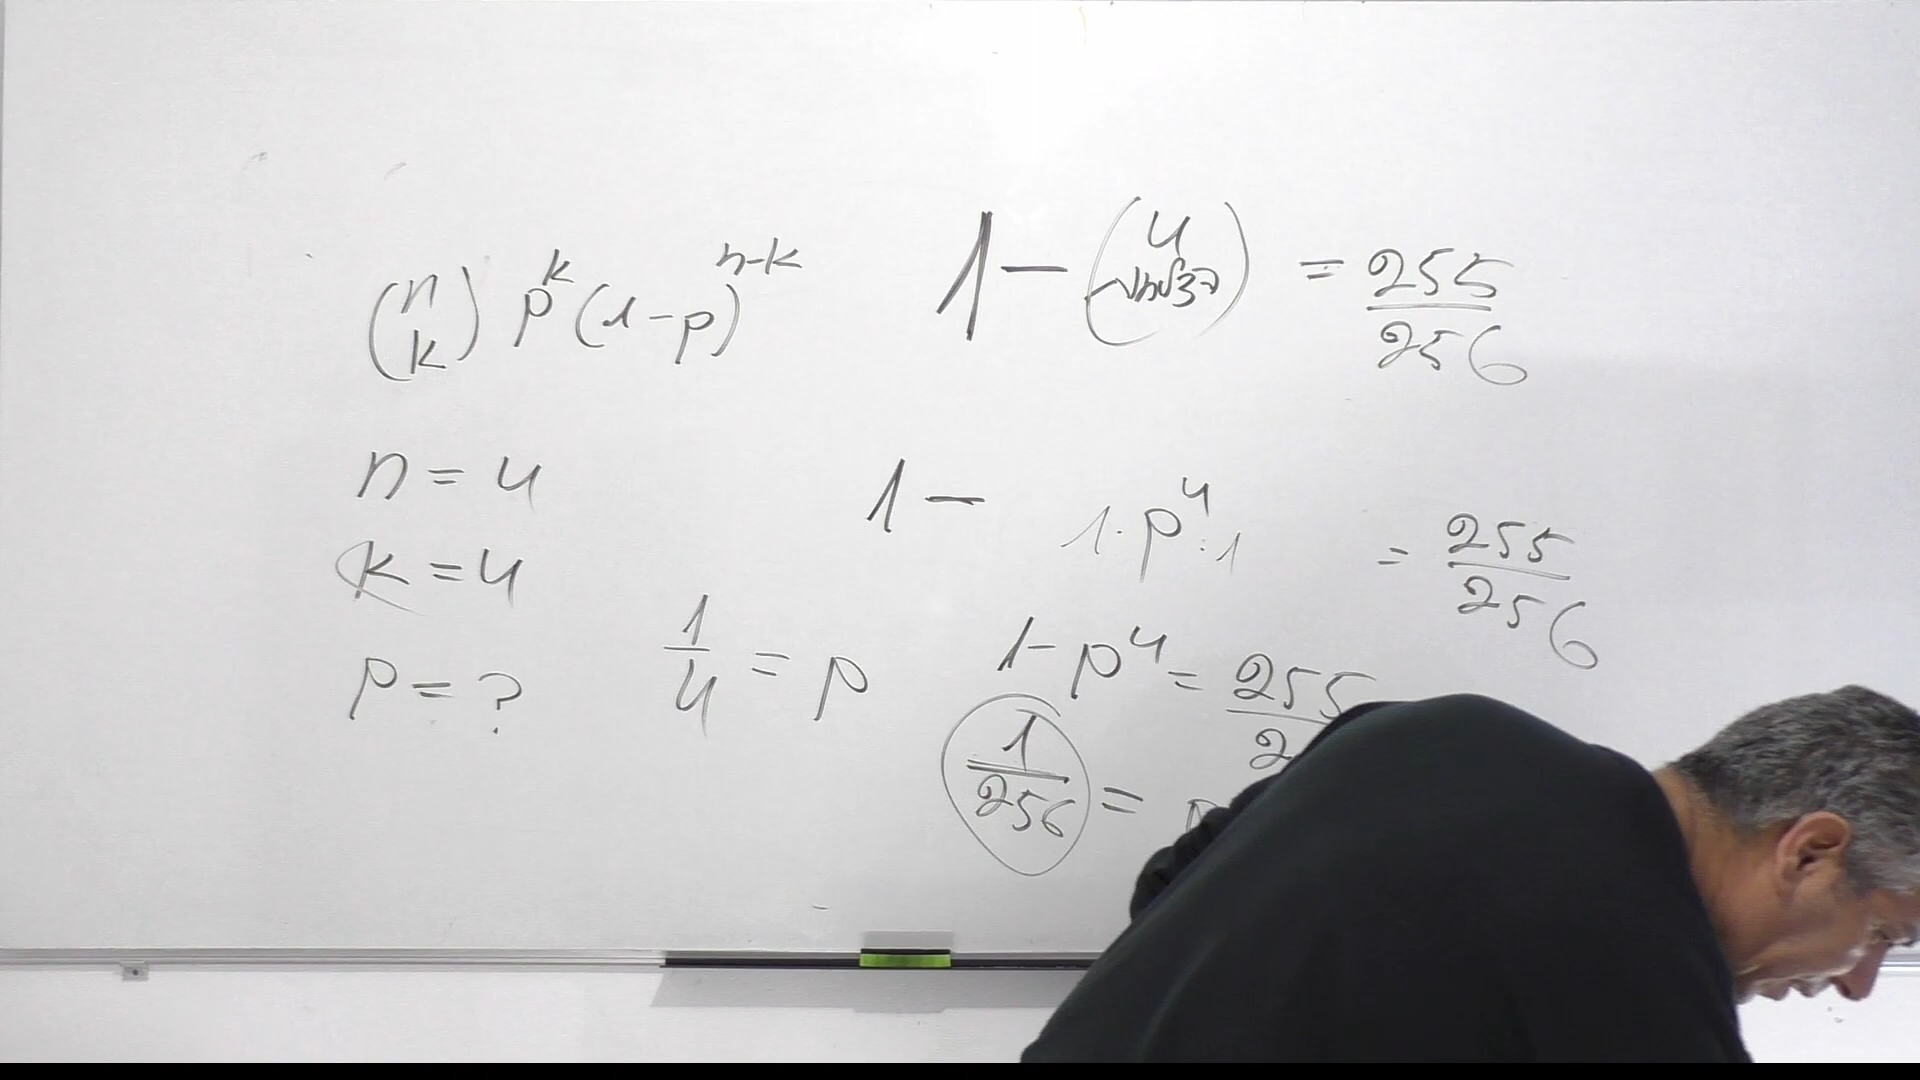 (n k) p^k (1-p)^{n-k}
1 - (4) = 255/256
n = 4
1 - 1·p^4·1 = 255/256
k = 4
p = ?
1/4 = p
1 - p^4 = 255/2
1/256 =